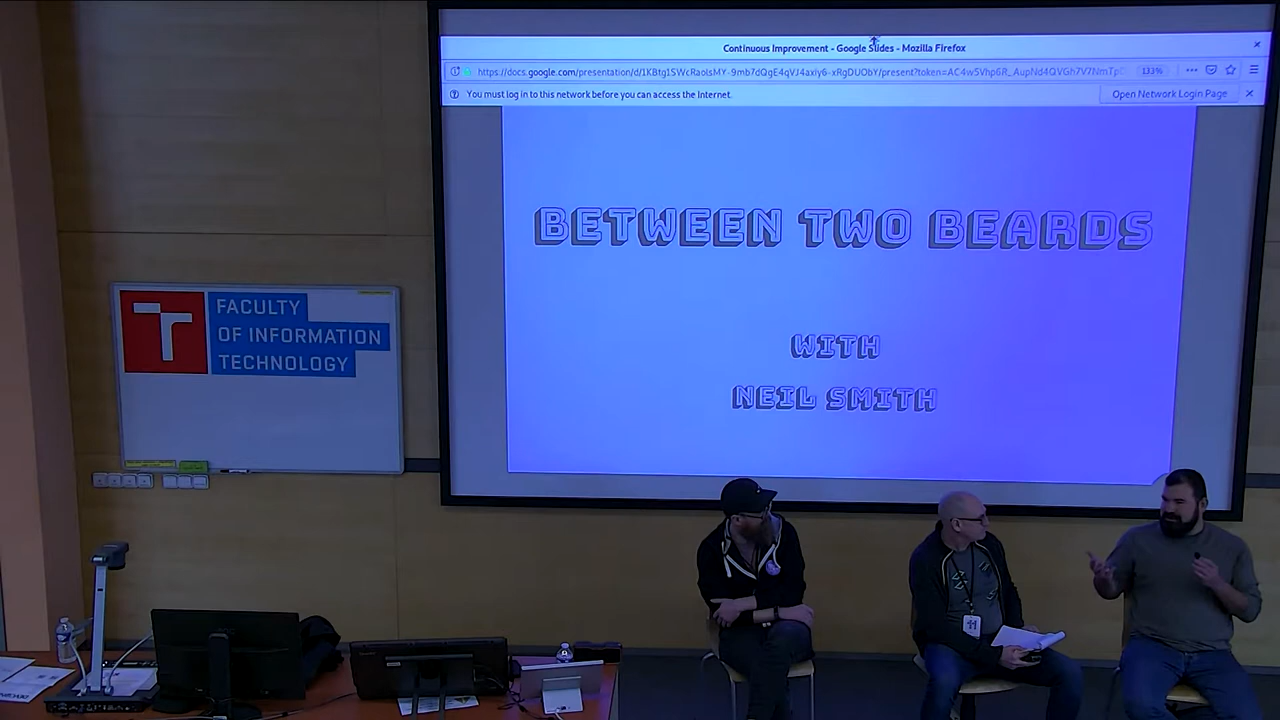 Continuous Improvement - Google Slides - Mozilla Firefox
133%
You must log in to this network before you can access the Internet.
Open Network Login Page
BETWEEN TWO BEARDS
WITH
NEIL SMITH
T
FACULTY
OF INFORMATION
TECHNOLOGY